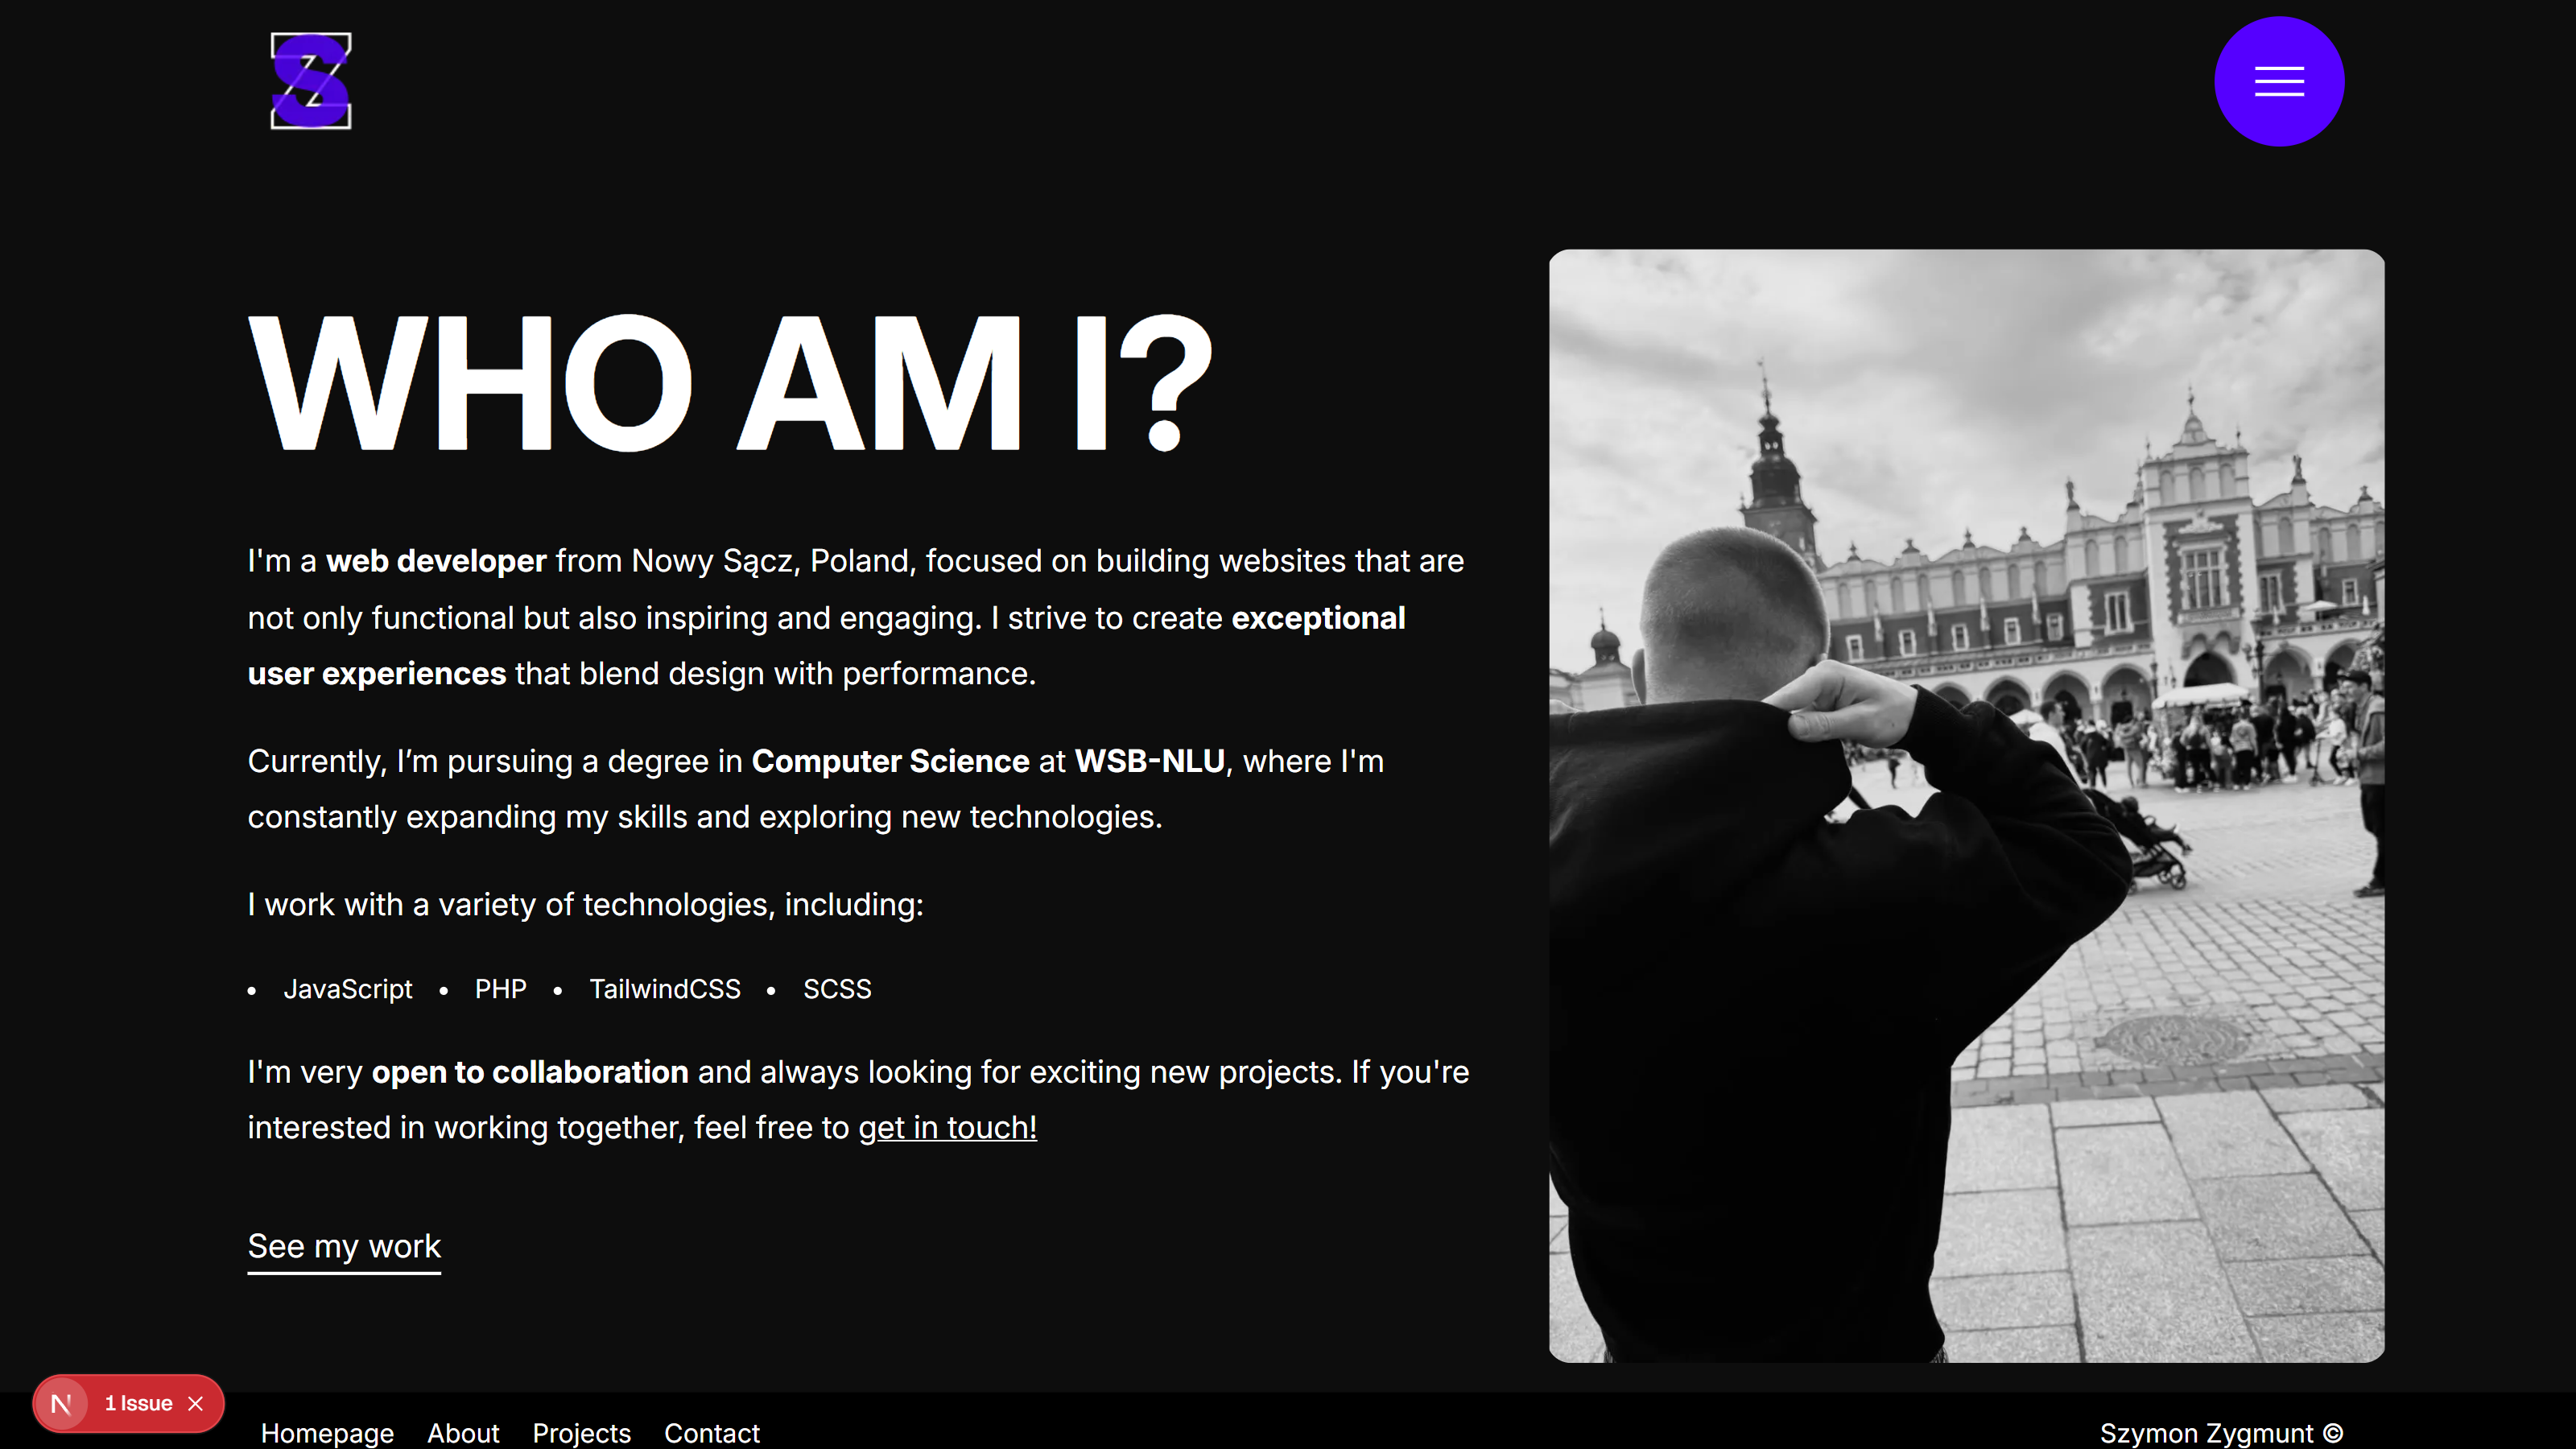 SZ
WHO AM I?
I'm a web developer from Nowy Sącz, Poland, focused on building websites that are
not only functional but also inspiring and engaging. I strive to create exceptional
user experiences that blend design with performance.
Currently, I’m pursuing a degree in Computer Science at WSB-NLU, where I'm
constantly expanding my skills and exploring new technologies.
I work with a variety of technologies, including:
• JavaScript • PHP • TailwindCSS • SCSS
I'm very open to collaboration and always looking for exciting new projects. If you're
interested in working together, feel free to get in touch!
See my work
N 1 Issue
Homepage About Projects Contact
Szymon Zygmunt ©